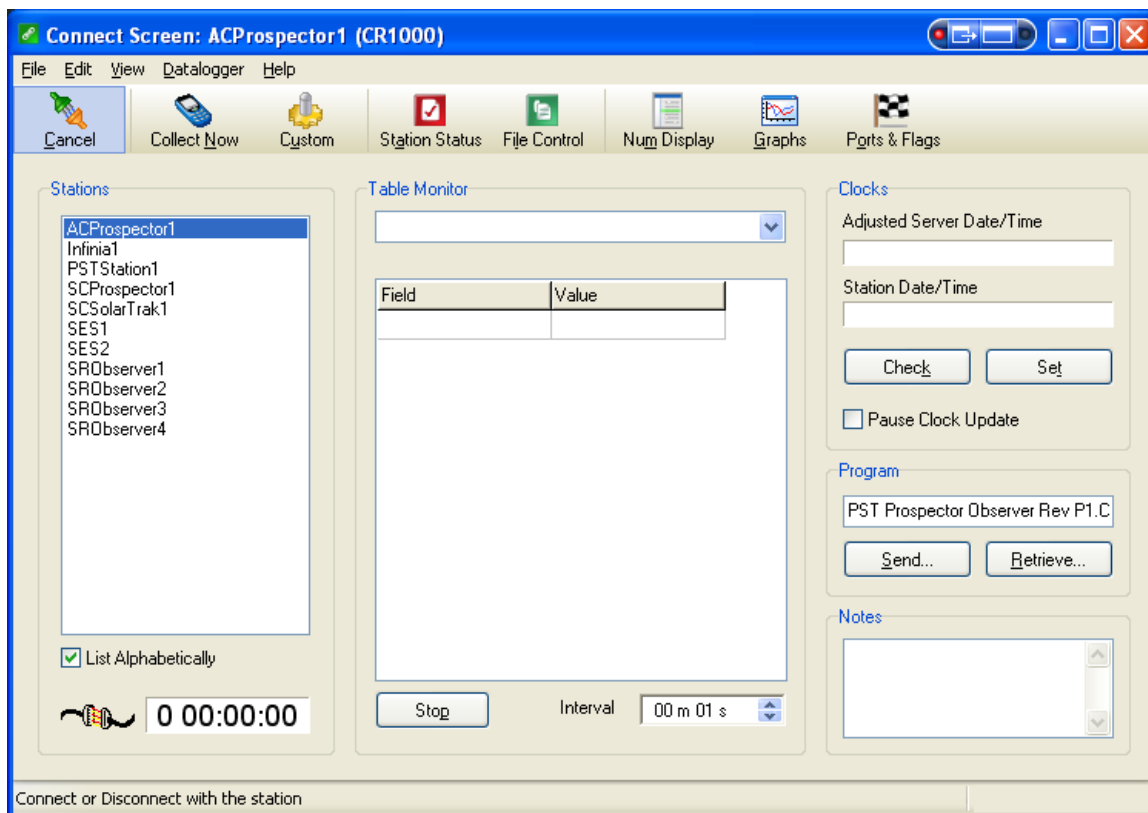 Connect Screen: ACProspector1 (CR1000)
File Edit View Datalogger Help
Cancel Collect Now Custom Station Status File Control Num Display Graphs Ports & Flags
Stations
ACProspector1
Infinia1
PSTStation1
SCProspector1
SCSolarTrak1
SES1
SES2
SRObserver1
SRObserver2
SRObserver3
SRObserver4
List Alphabetically
0 00:00:00
Table Monitor
Field Value
Stop Interval 00 m 01 s
Clocks
Adjusted Server Date/Time
Station Date/Time
Check Set
Pause Clock Update
Program
PST Prospector Observer Rev P1.C
Send... Retrieve...
Notes
Connect or Disconnect with the station